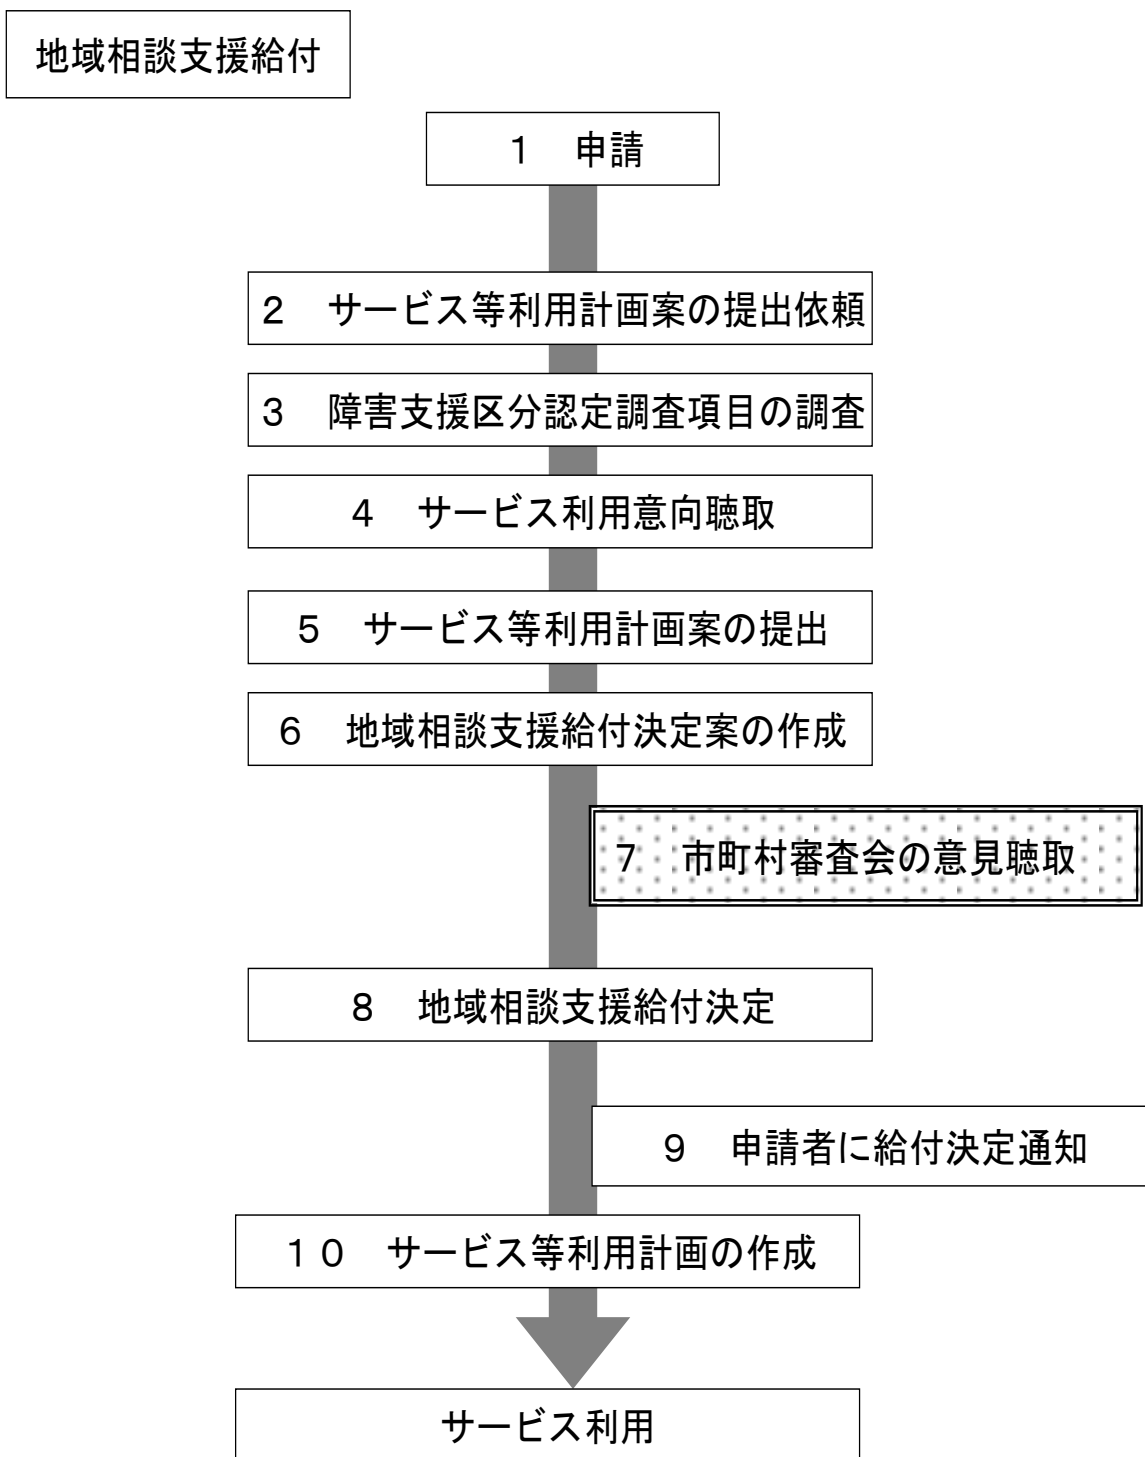 地域相談支援給付
１　申請
２　サービス等利用計画案の提出依頼
３　障害支援区分認定調査項目の調査
４　サービス利用意向聴取
５　サービス等利用計画案の提出
６　地域相談支援給付決定案の作成
７　市町村審査会の意見聴取
８　地域相談支援給付決定
９　申請者に給付決定通知
１０　サービス等利用計画の作成
サービス利用